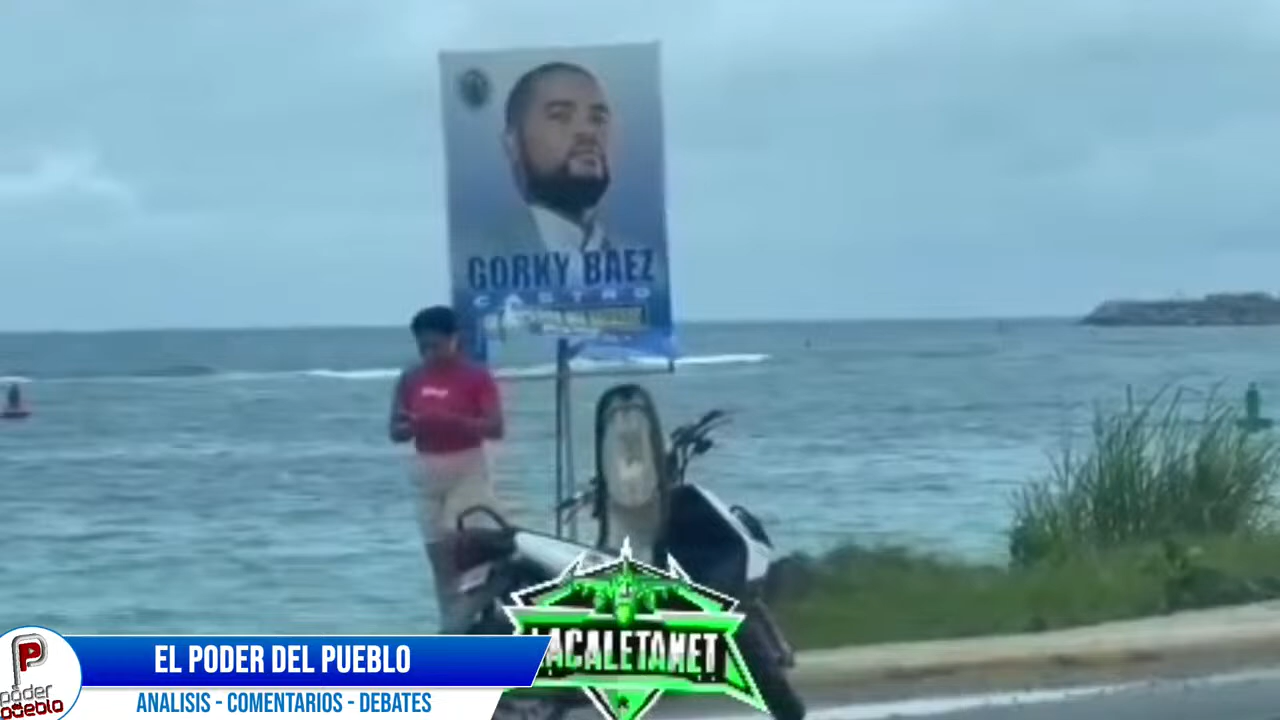 GORKY BAEZ
CASTRO
LACALETANET
EL PODER DEL PUEBLO
ANALISIS - COMENTARIOS - DEBATES
P
poder
pueblo